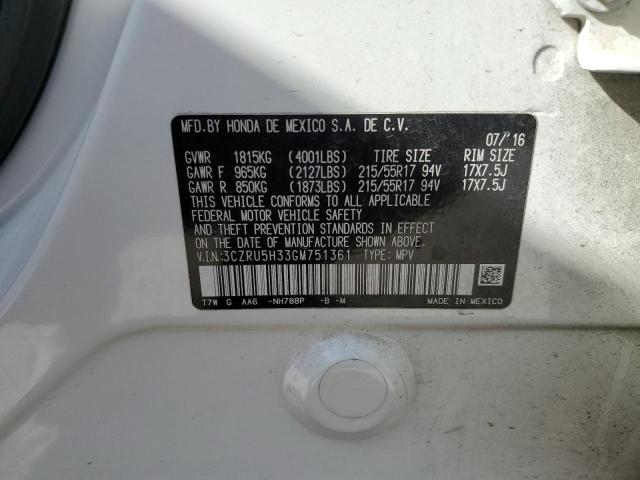 MFD.BY HONDA DE MEXICO S.A. DE C.V.
07/'16
GVWR 1815KG (4001LBS) TIRE SIZE RIM SIZE
GAWR F 965KG (2127LBS) 215/55R17 94V 17X7.5J
GAWR R 850KG (1873LBS) 215/55R17 94V 17X7.5J
THIS VEHICLE CONFORMS TO ALL APPLICABLE
FEDERAL MOTOR VEHICLE SAFETY
AND THEFT PREVENTION STANDARDS IN EFFECT ON
THE DATE OF MANUFACTURE SHOWN ABOVE.
V.I.N:3CZRU5H33GM751361 TYPE: MPV
T7W G AA6 -NH788P -B -M MADE IN MEXICO